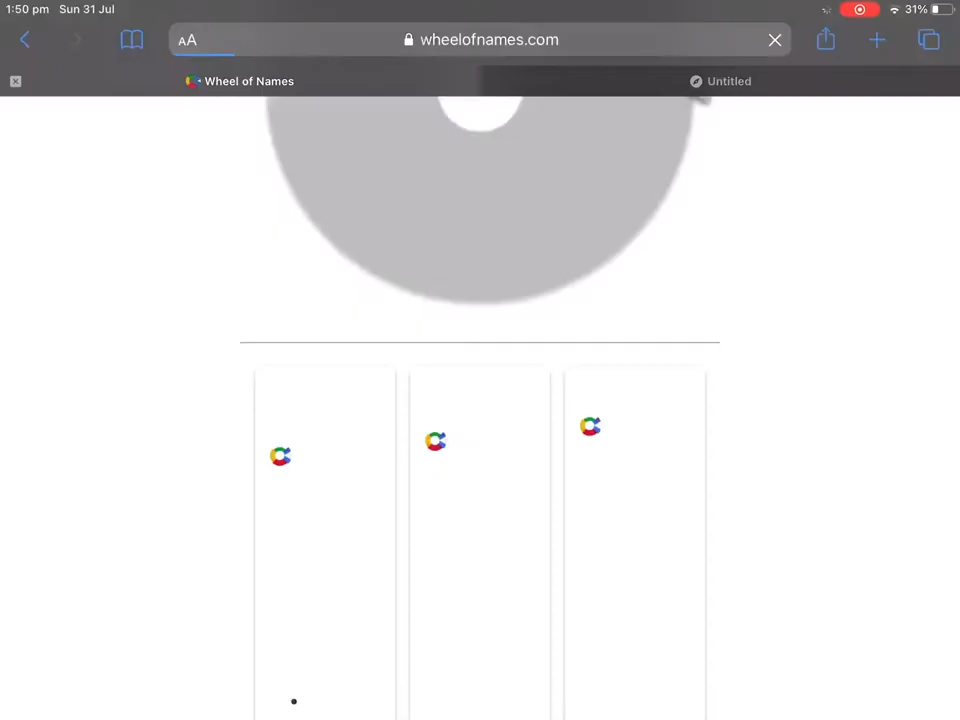 1:50 pm Sun 31 Jul
31%
AA
wheelofnames.com
Wheel of Names
Untitled